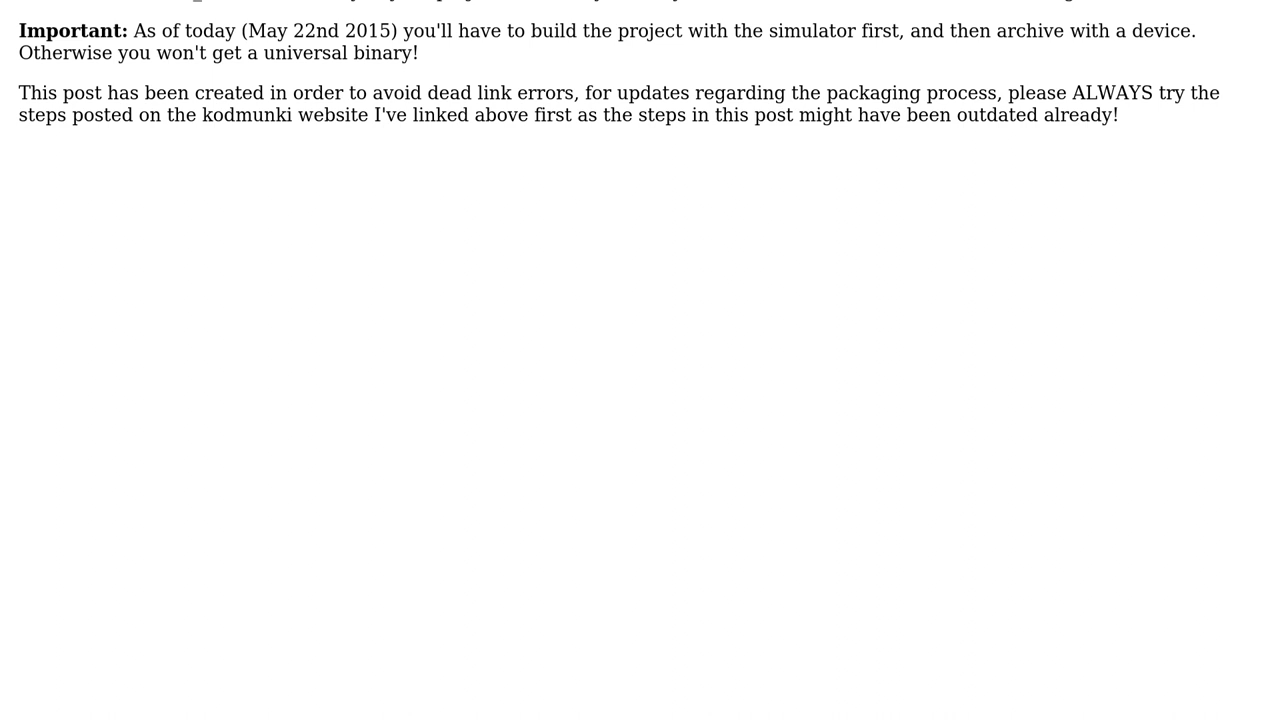 Important: As of today (May 22nd 2015) you'll have to build the project with the simulator first, and then archive with a device.
Otherwise you won't get a universal binary!
This post has been created in order to avoid dead link errors, for updates regarding the packaging process, please ALWAYS try the
steps posted on the kodmunki website I've linked above first as the steps in this post might have been outdated already!